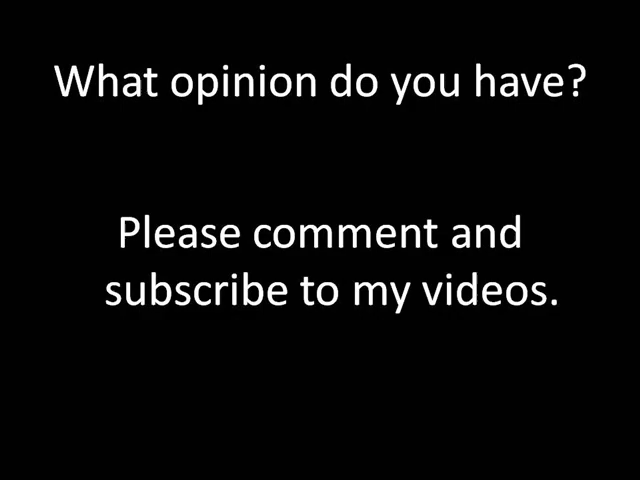 What opinion do you have?
Please comment and
subscribe to my videos.